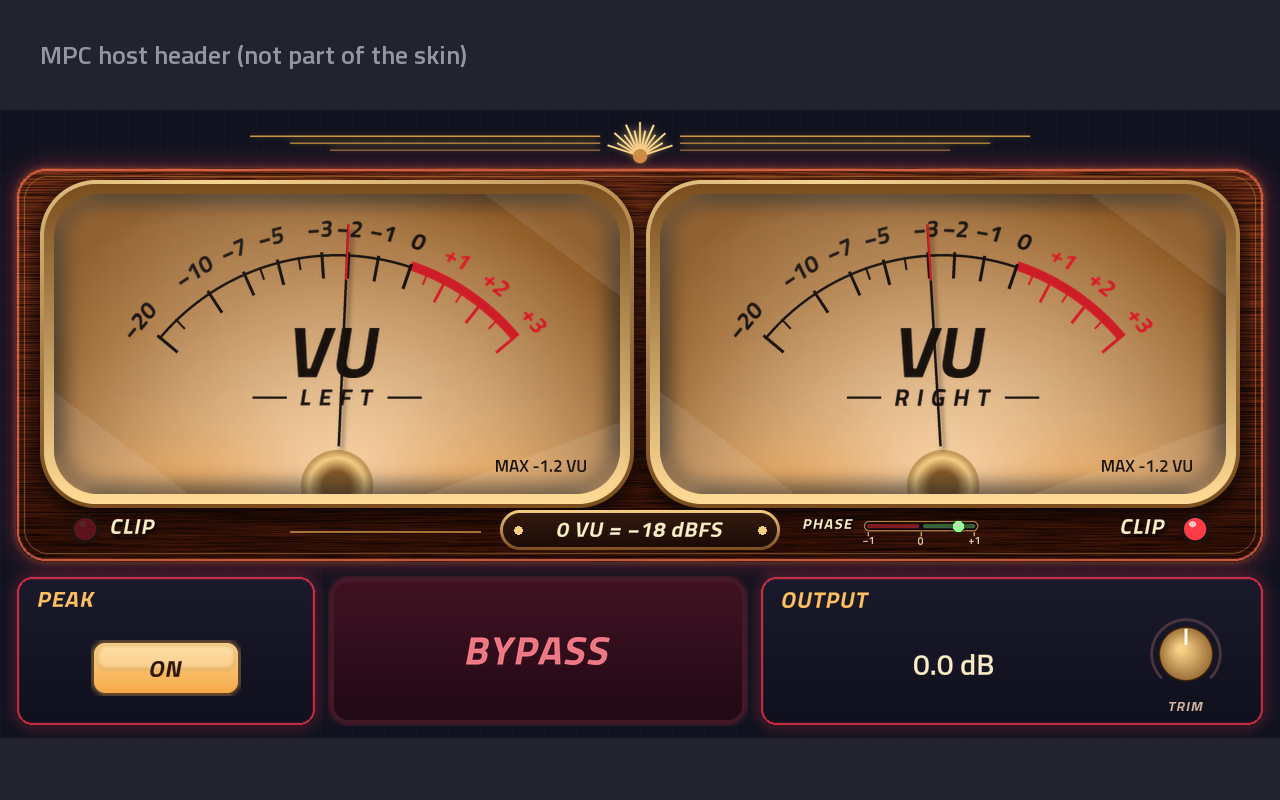 MPC host header (not part of the skin)
−20 −10 −7 −5 −3 −2 −1 0 +1 +2 +3
VU
LEFT
MAX -1.2 VU
−20 −10 −7 −5 −3 −2 −1 0 +1 +2 +3
VU
RIGHT
MAX -1.2 VU
CLIP
0 VU = −18 dBFS
PHASE
−1 0 +1
CLIP
PEAK
ON
BYPASS
OUTPUT
0.0 dB
TRIM